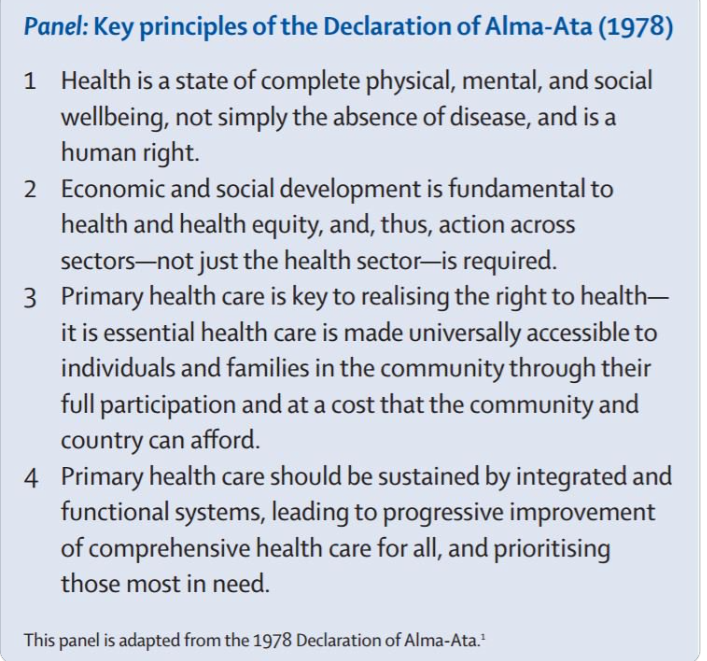 Panel: Key principles of the Declaration of Alma-Ata (1978)
1 Health is a state of complete physical, mental, and social
wellbeing, not simply the absence of disease, and is a
human right.
2 Economic and social development is fundamental to
health and health equity, and, thus, action across
sectors—not just the health sector—is required.
3 Primary health care is key to realising the right to health—
it is essential health care is made universally accessible to
individuals and families in the community through their
full participation and at a cost that the community and
country can afford.
4 Primary health care should be sustained by integrated and
functional systems, leading to progressive improvement
of comprehensive health care for all, and prioritising
those most in need.
This panel is adapted from the 1978 Declaration of Alma-Ata.¹